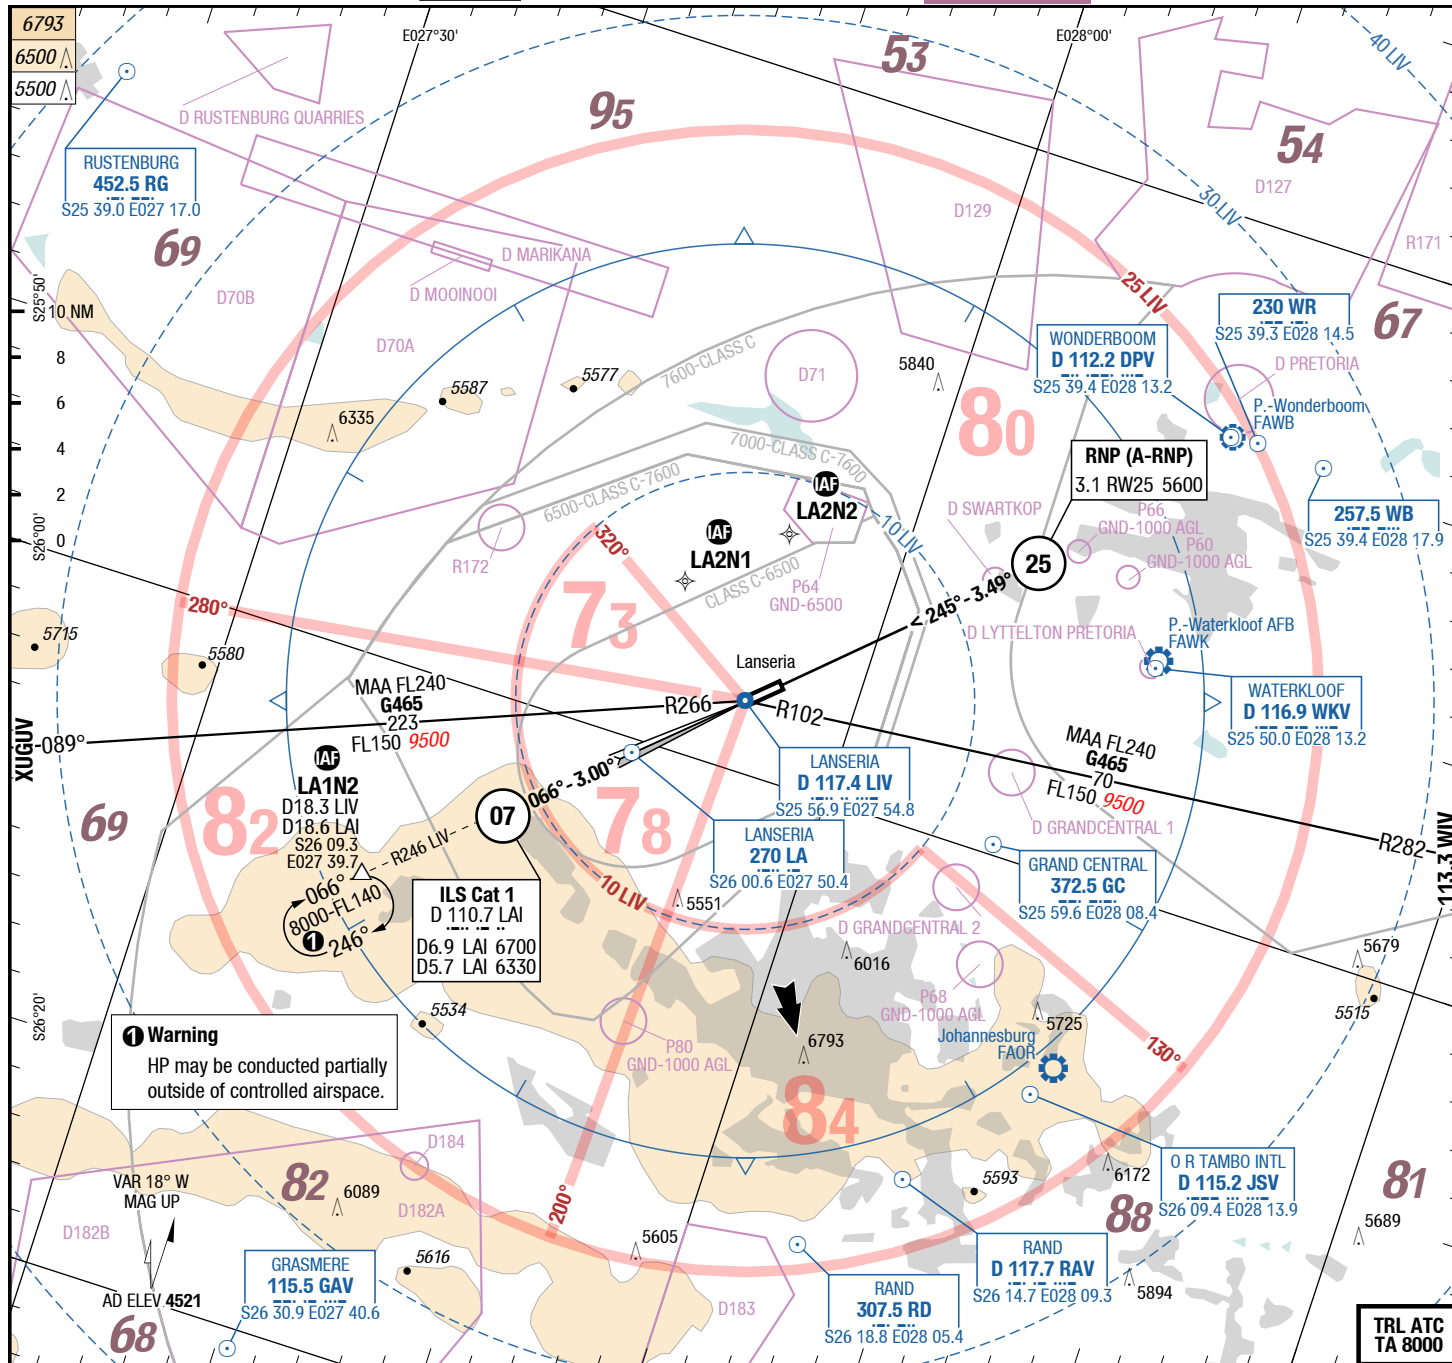 6793
6500
5500
E027°30'
E028°00'
53
40 LIV
D RUSTENBURG QUARRIES
95
54
D127
RUSTENBURG
452.5 RG
S25 39.0 E027 17.0
30 LIV
D129
R171
69
D MARIKANA
D MOOINOOI
D70B
D70A
25 LIV
67
S25°50'
10 NM
8
6
4
2
0
230 WR
S25 39.3 E028 14.5
WONDERBOOM
D 112.2 DPV
S25 39.4 E028 13.2
D PRETORIA
P.-Wonderboom
FAWB
7600-CLASS C
5587
5577
6335
D71
5840
80
7000-CLASS C-7600
6500-CLASS C-7600
RNP (A-RNP)
3.1 RW25 5600
257.5 WB
S25 39.4 E028 17.9
IAF
LA2N2
IAF
LA2N1
10 LIV
D SWARTKOP
P66
GND-1000 AGL
P60
GND-1000 AGL
25
S26°00'
R172
320°
CLASS C-6500
P64
GND-6500
73
< 245°- 3.49°
280°
5715
5580
D LYTTELTON PRETORIA
P.-Waterkloof AFB
FAWK
Lanseria
WATERKLOOF
D 116.9 WKV
S25 50.0 E028 13.2
MAA FL240
G465
223
FL150 9500
R266
R102
XUGUV
089°
MAA FL240
G465
70
FL150 9500
IAF
LA1N2
D18.3 LIV
D18.6 LAI
S26 09.3
E027 39.7
066°- 3.00°
LANSERIA
D 117.4 LIV
S25 56.9 E027 54.8
D GRANDCENTRAL 1
69
82
78
07
R246 LIV
LANSERIA
270 LA
S26 00.6 E027 50.4
GRAND CENTRAL
372.5 GC
S25 59.6 E028 08.4
R282
113.3 WIV
066°
8000-FL140
1
246°
ILS Cat 1
D 110.7 LAI
D6.9 LAI 6700
D5.7 LAI 6330
10 LIV
5551
D GRANDCENTRAL 2
6016
P68
GND-1000 AGL
5679
5515
S26°20'
5534
1 Warning
HP may be conducted partially
outside of controlled airspace.
P80
GND-1000 AGL
6793
5725
Johannesburg
FAOR
130°
84
D184
VAR 18° W
MAG UP
82
6089
D182A
D182B
200°
5593
6172
O R TAMBO INTL
D 115.2 JSV
S26 09.4 E028 13.9
81
88
5689
5605
5616
GRASMERE
115.5 GAV
S26 30.9 E027 40.6
AD ELEV 4521
68
D183
RAND
307.5 RD
S26 18.8 E028 05.4
RAND
D 117.7 RAV
S26 14.7 E028 09.3
5894
TRL ATC
TA 8000